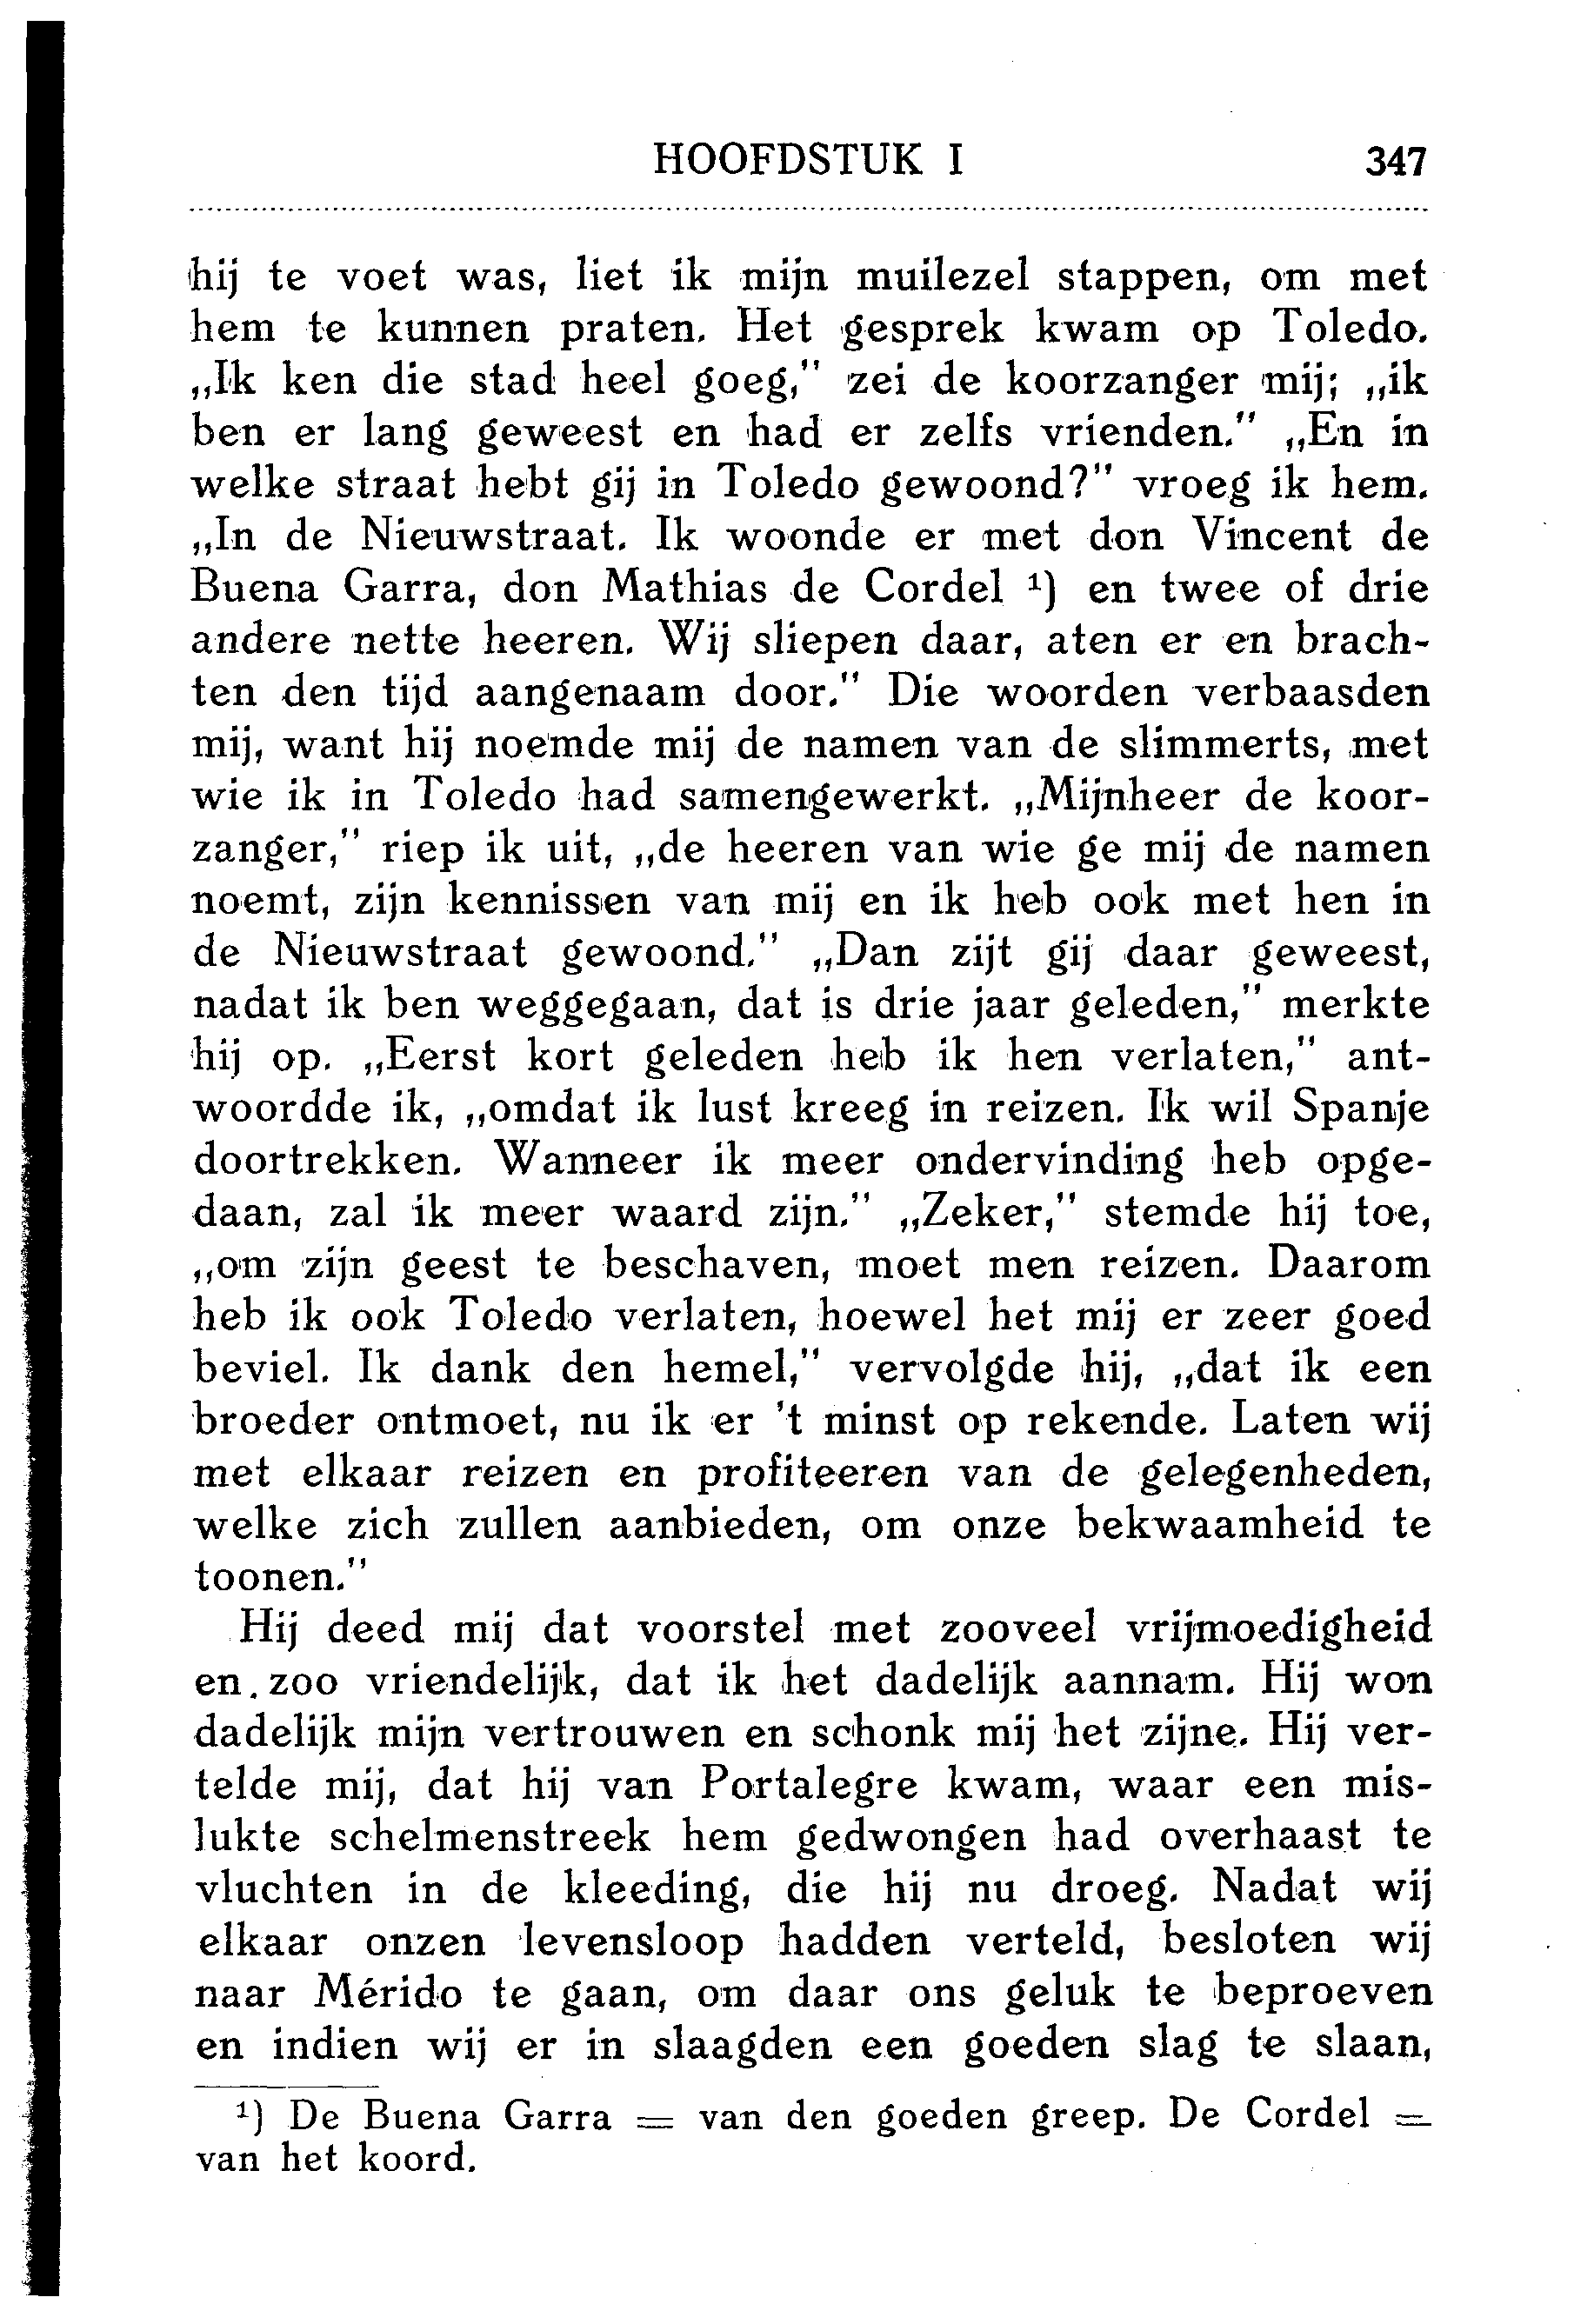 HOOFDSTUK I 347
hij te voet was, liet ik mijn muilezel stappen, om met
hem te kunnen praten. Het gesprek kwam op Toledo.
„Ik ken die stad heel goeg,” zei de koorzanger mij; „ik
ben er lang geweest en had er zelfs vrienden.” „En in
welke straat hebt gij in Toledo gewoond?” vroeg ik hem.
„In de Nieuwstraat. Ik woonde er met don Vincent de
Buena Garra, don Mathias de Cordel ¹) en twee of drie
andere nette heeren. Wij sliepen daar, aten er en brach-
ten den tijd aangenaam door.” Die woorden verbaasden
mij, want hij noemde mij de namen van de slimmerts, met
wie ik in Toledo had samengewerkt. „Mijnheer de koor-
zanger,” riep ik uit, „de heeren van wie ge mij de namen
noemt, zijn kennissen van mij en ik heb ook met hen in
de Nieuwstraat gewoond.” „Dan zijt gij daar geweest,
nadat ik ben weggegaan, dat is drie jaar geleden,” merkte
hij op. „Eerst kort geleden heb ik hen verlaten,” ant-
woordde ik, „omdat ik lust kreeg in reizen. Ik wil Spanje
doortrekken. Wanneer ik meer ondervinding heb opge-
daan, zal ik meer waard zijn.” „Zeker,” stemde hij toe,
„om zijn geest te beschaven, moet men reizen. Daarom
heb ik ook Toledo verlaten, hoewel het mij er zeer goed
beviel. Ik dank den hemel,” vervolgde hij, „dat ik een
broeder ontmoet, nu ik er 't minst op rekende. Laten wij
met elkaar reizen en profiteeren van de gelegenheden,
welke zich zullen aanbieden, om onze bekwaamheid te
toonen.”
Hij deed mij dat voorstel met zooveel vrijmoedigheid
en zoo vriendelijk, dat ik het dadelijk aannam. Hij won
dadelijk mijn vertrouwen en schonk mij het zijne. Hij ver-
telde mij, dat hij van Portalegre kwam, waar een mis-
lukte schelmenstreek hem gedwongen had overhaast te
vluchten in de kleeding, die hij nu droeg. Nadat wij
elkaar onzen levensloop hadden verteld, besloten wij
naar Mérido te gaan, om daar ons geluk te beproeven
en indien wij er in slaagden een goeden slag te slaan,
¹) De Buena Garra = van den goeden greep. De Cordel =
van het koord.